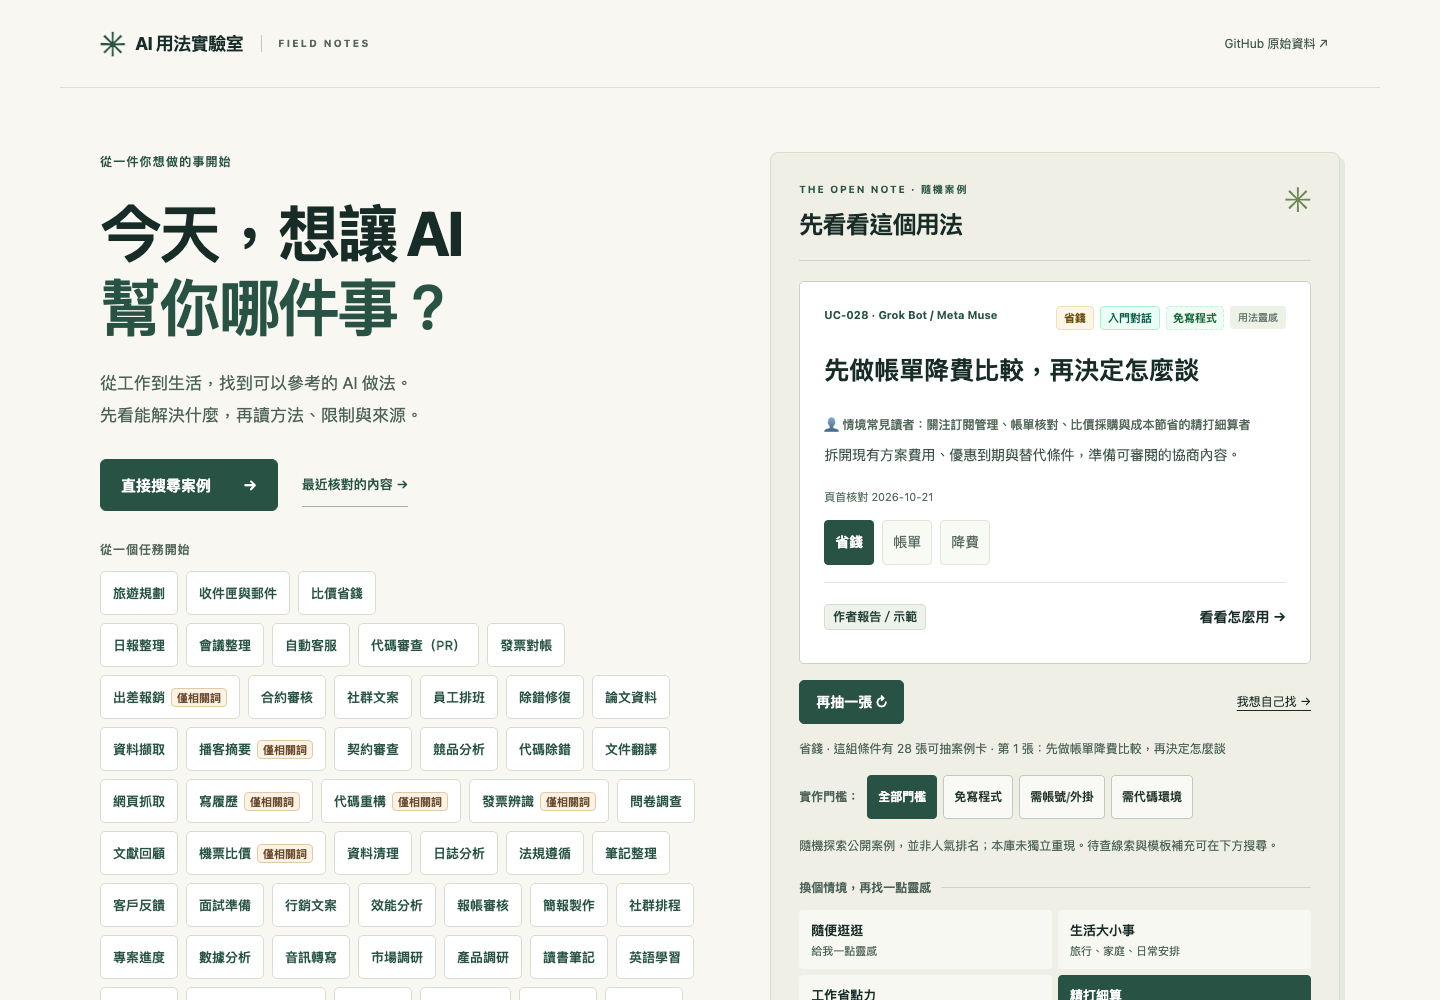 AI 用法實驗室
FIELD NOTES
GitHub 原始資料 ↗
從一件你想做的事開始
今天，想讓 AI
幫你哪件事？
從工作到生活，找到可以參考的 AI 做法。
先看能解決什麼，再讀方法、限制與來源。
直接搜尋案例 →
最近核對的內容 →
從一個任務開始
旅遊規劃 收件匣與郵件 比價省錢
日報整理 會議整理 自動客服 代碼審查（PR） 發票對帳
出差報銷 僅相關詞 合約審核 社群文案 員工排班 除錯修復 論文資料
資料擷取 播客摘要 僅相關詞 契約審查 競品分析 代碼除錯 文件翻譯
網頁抓取 寫履歷 僅相關詞 代碼重構 僅相關詞 發票辨識 僅相關詞 問卷調查
文獻回顧 機票比價 僅相關詞 資料清理 日誌分析 法規遵循 筆記整理
客戶反饋 面試準備 行銷文案 效能分析 報帳審核 簡報製作 社群排程
專案進度 數據分析 音訊轉寫 市場調研 產品調研 讀書筆記 英語學習
THE OPEN NOTE · 隨機案例
先看看這個用法
UC-028 · Grok Bot / Meta Muse
省錢 入門對話 免寫程式 用法靈感
先做帳單降費比較，再決定怎麼談
👤 情境常見讀者：關注訂閱管理、帳單核對、比價採購與成本節省的精打細算者
拆開現有方案費用、優惠到期與替代條件，準備可審閱的協商內容。
頁首核對 2026-10-21
省錢 帳單 降費
作者報告 / 示範
看看怎麼用 →
再抽一張 ↻
我想自己找 →
省錢 · 這組條件有 28 張可抽案例卡 · 第 1 張：先做帳單降費比較，再決定怎麼談
實作門檻： 全部門檻 免寫程式 需帳號/外掛 需代碼環境
隨機探索公開案例，並非人氣排名；本庫未獨立重現。待查線索與模板補充可在下方搜尋。
換個情境，再找一點靈感
隨便逛逛
給我一點靈感
生活大小事
旅行、家庭、日常安排
工作省點力
精打細算